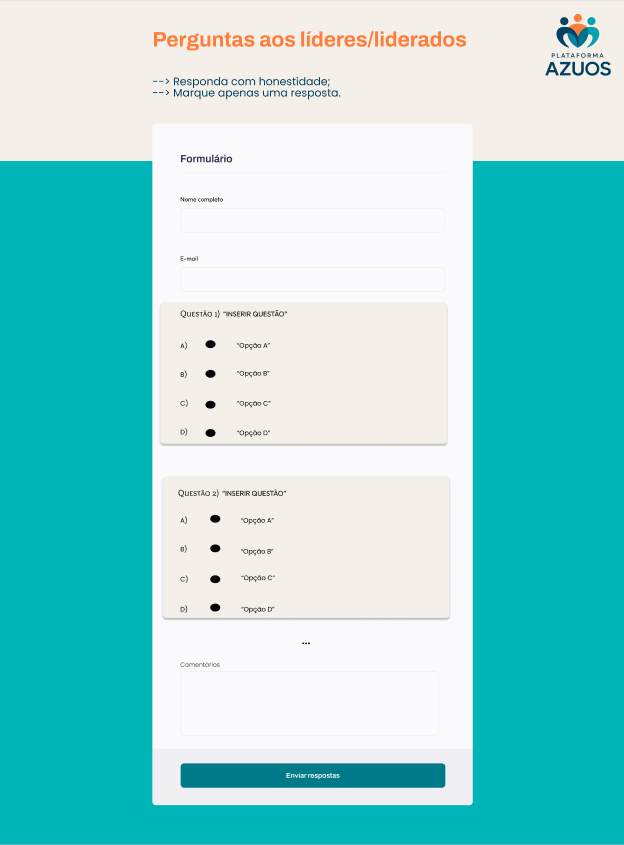 Perguntas aos líderes/liderados
PLATAFORMA
AZUOS
--> Responda com honestidade;
--> Marque apenas uma resposta.
Formulário
Nome completo
E-mail
Questão 1) "INSERIR QUESTÃO"
A) "Opção A"
B) "Opção B"
C) "Opção C"
D) "Opção D"
Questão 2) "INSERIR QUESTÃO"
A) "Opção A"
B) "Opção B"
C) "Opção C"
D) "Opção D"
...
Comentários
Enviar respostas